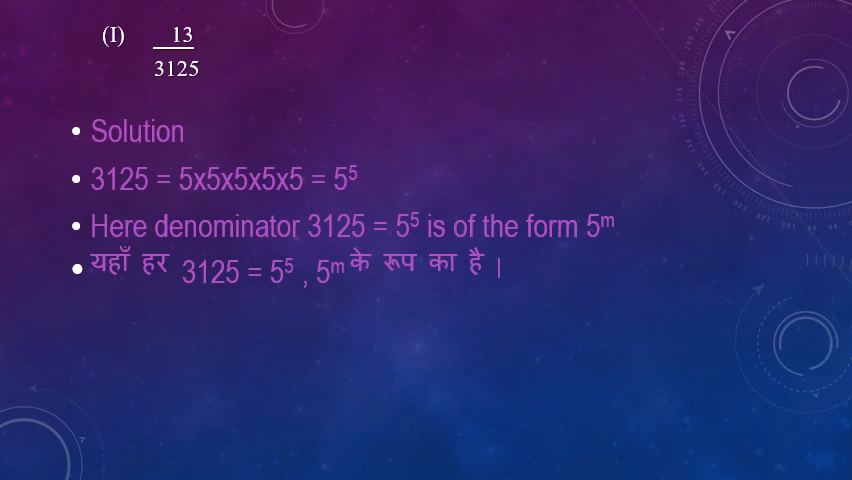 (I) 13
3125
• Solution
• 3125 = 5x5x5x5x5 = 5⁵
• Here denominator 3125 = 5⁵ is of the form 5ᵐ
• यहाँ हर 3125 = 5⁵ , 5ᵐ के रूप का है |